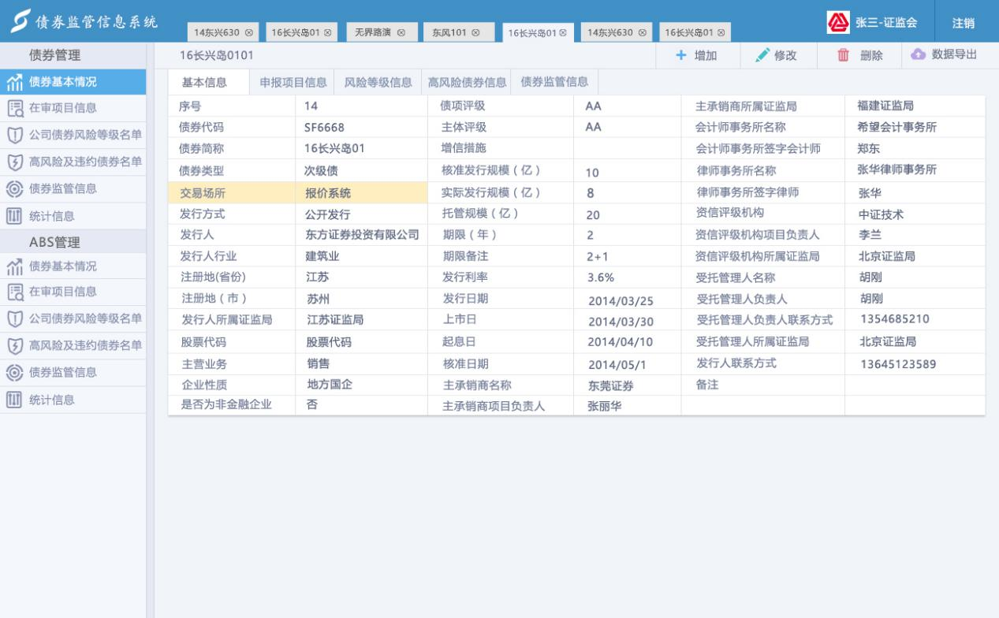 债券监管信息系统
14东兴630
16长兴岛01
无界路演
东风101
16长兴岛01
14东兴630
16长兴岛01
张三-证监会
注销
债券管理
债券基本情况
在审项目信息
公司债券风险等级名单
高风险及违约债券名单
债券监管信息
统计信息
ABS管理
债券基本情况
在审项目信息
公司债券风险等级名单
高风险及违约债券名单
债券监管信息
统计信息
16长兴岛0101
增加
修改
删除
数据导出
基本信息 申报项目信息 风险等级信息 高风险债券信息 债券监管信息
序号 14 债项评级 AA 主承销商所属证监局 福建证监局
债券代码 SF6668 主体评级 AA 会计师事务所名称 希望会计事务所
债券简称 16长兴岛01 增信措施 会计师事务所签字会计师 郑东
债券类型 次级债 核准发行规模（亿） 10 律师事务所名称 张华律师事务所
交易场所 报价系统 实际发行规模（亿） 8 律师事务所签字律师 张华
发行方式 公开发行 托管规模（亿） 20 资信评级机构 中证技术
发行人 东方证券投资有限公司 期限（年） 2 资信评级机构项目负责人 李兰
发行人行业 建筑业 期限备注 2+1 资信评级机构所属证监局 北京证监局
注册地(省份) 江苏 发行利率 3.6% 受托管理人名称 胡刚
注册地（市） 苏州 发行日期 2014/03/25 受托管理人负责人 胡刚
发行人所属证监局 江苏证监局 上市日 2014/03/30 受托管理人负责人联系方式 1354685210
股票代码 股票代码 起息日 2014/04/10 受托管理人所属证监局 北京证监局
主营业务 销售 核准日期 2014/05/1 发行人联系方式 13645123589
企业性质 地方国企 主承销商名称 东莞证券 备注
是否为非金融企业 否 主承销商项目负责人 张丽华